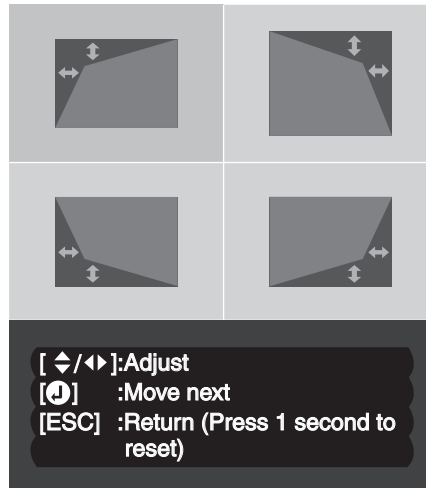 [ ♦/◂▸ ]:Adjust
[⏎] :Move next
[ESC] :Return (Press 1 second to
reset)